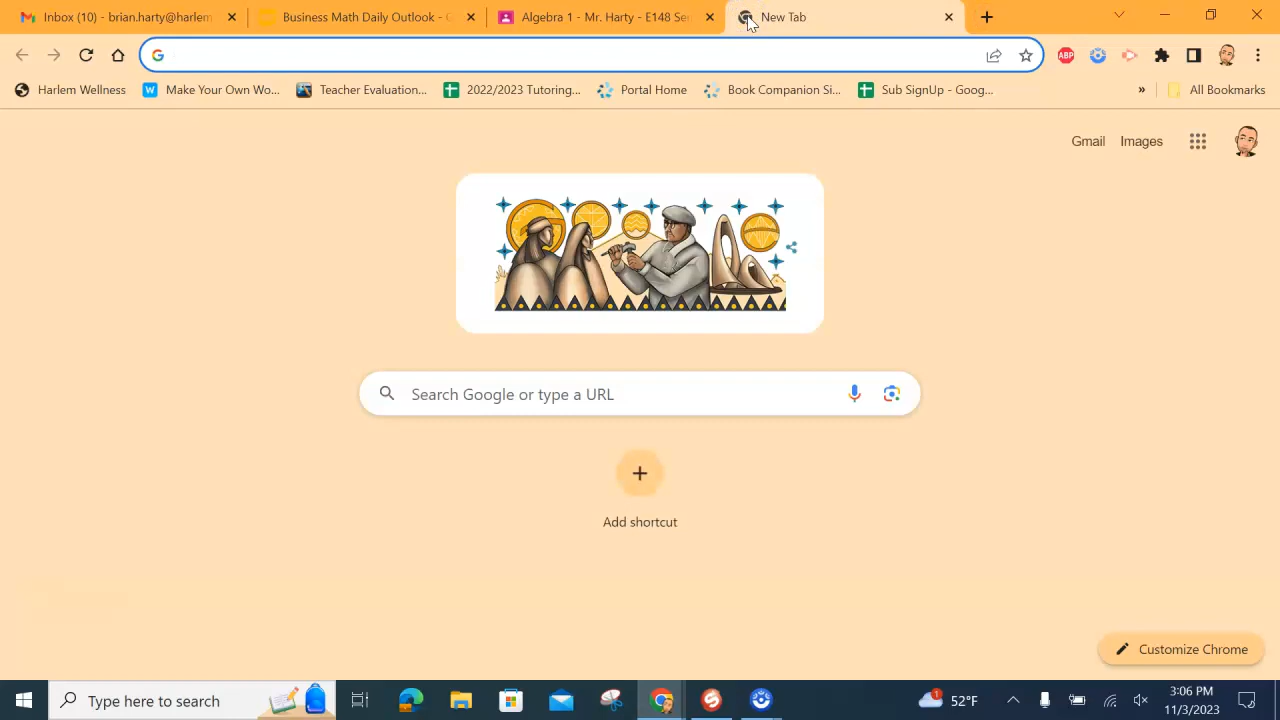 Inbox (10) - brian.harty@harlem
Business Math Daily Outlook - G
Algebra 1 - Mr. Harty - E148 Se
New Tab
Harlem Wellness
Make Your Own Wo...
Teacher Evaluation...
2022/2023 Tutoring...
Portal Home
Book Companion Si...
Sub SignUp - Goog...
»
All Bookmarks
Gmail
Images
Search Google or type a URL
Add shortcut
Customize Chrome
Type here to search
52°F
3:06 PM
11/3/2023